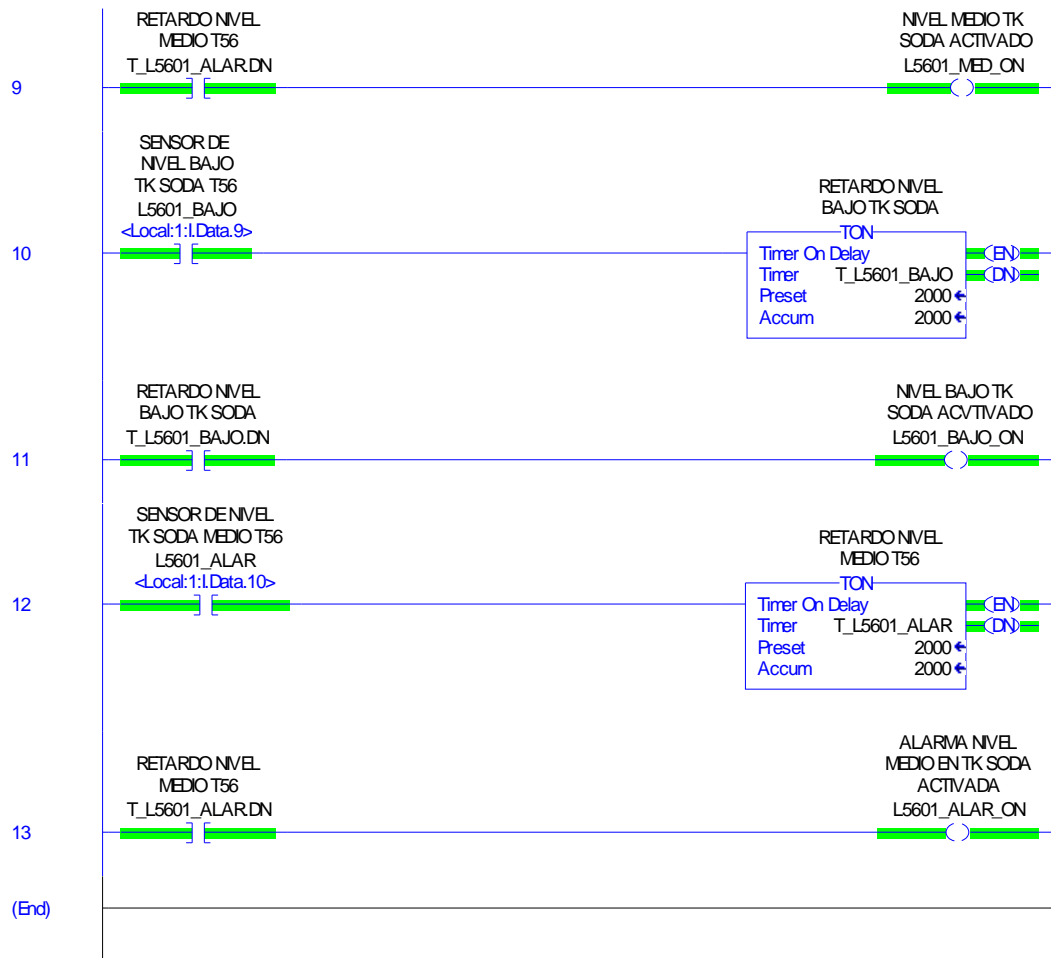 RETARDO NIVEL
MEDIO T56
T_L5601_ALAR.DN
NIVEL MEDIO TK
SODA ACTIVADO
L5601_MED_ON
9
SENSOR DE
NIVEL BAJO
TK SODA T56
L5601_BAJO
<Local:1:I.Data.9>
RETARDO NIVEL
BAJO TK SODA
10
TON
Timer On Delay
Timer T_L5601_BAJO
Preset 2000
Accum 2000
EN
DN
RETARDO NIVEL
BAJO TK SODA
T_L5601_BAJO.DN
NIVEL BAJO TK
SODA ACVTIVADO
L5601_BAJO_ON
11
SENSOR DE NIVEL
TK SODA MEDIO T56
L5601_ALAR
<Local:1:I.Data.10>
RETARDO NIVEL
MEDIO T56
12
TON
Timer On Delay
Timer T_L5601_ALAR
Preset 2000
Accum 2000
EN
DN
RETARDO NIVEL
MEDIO T56
T_L5601_ALAR.DN
ALARMA NIVEL
MEDIO EN TK SODA
ACTIVADA
L5601_ALAR_ON
13
(End)